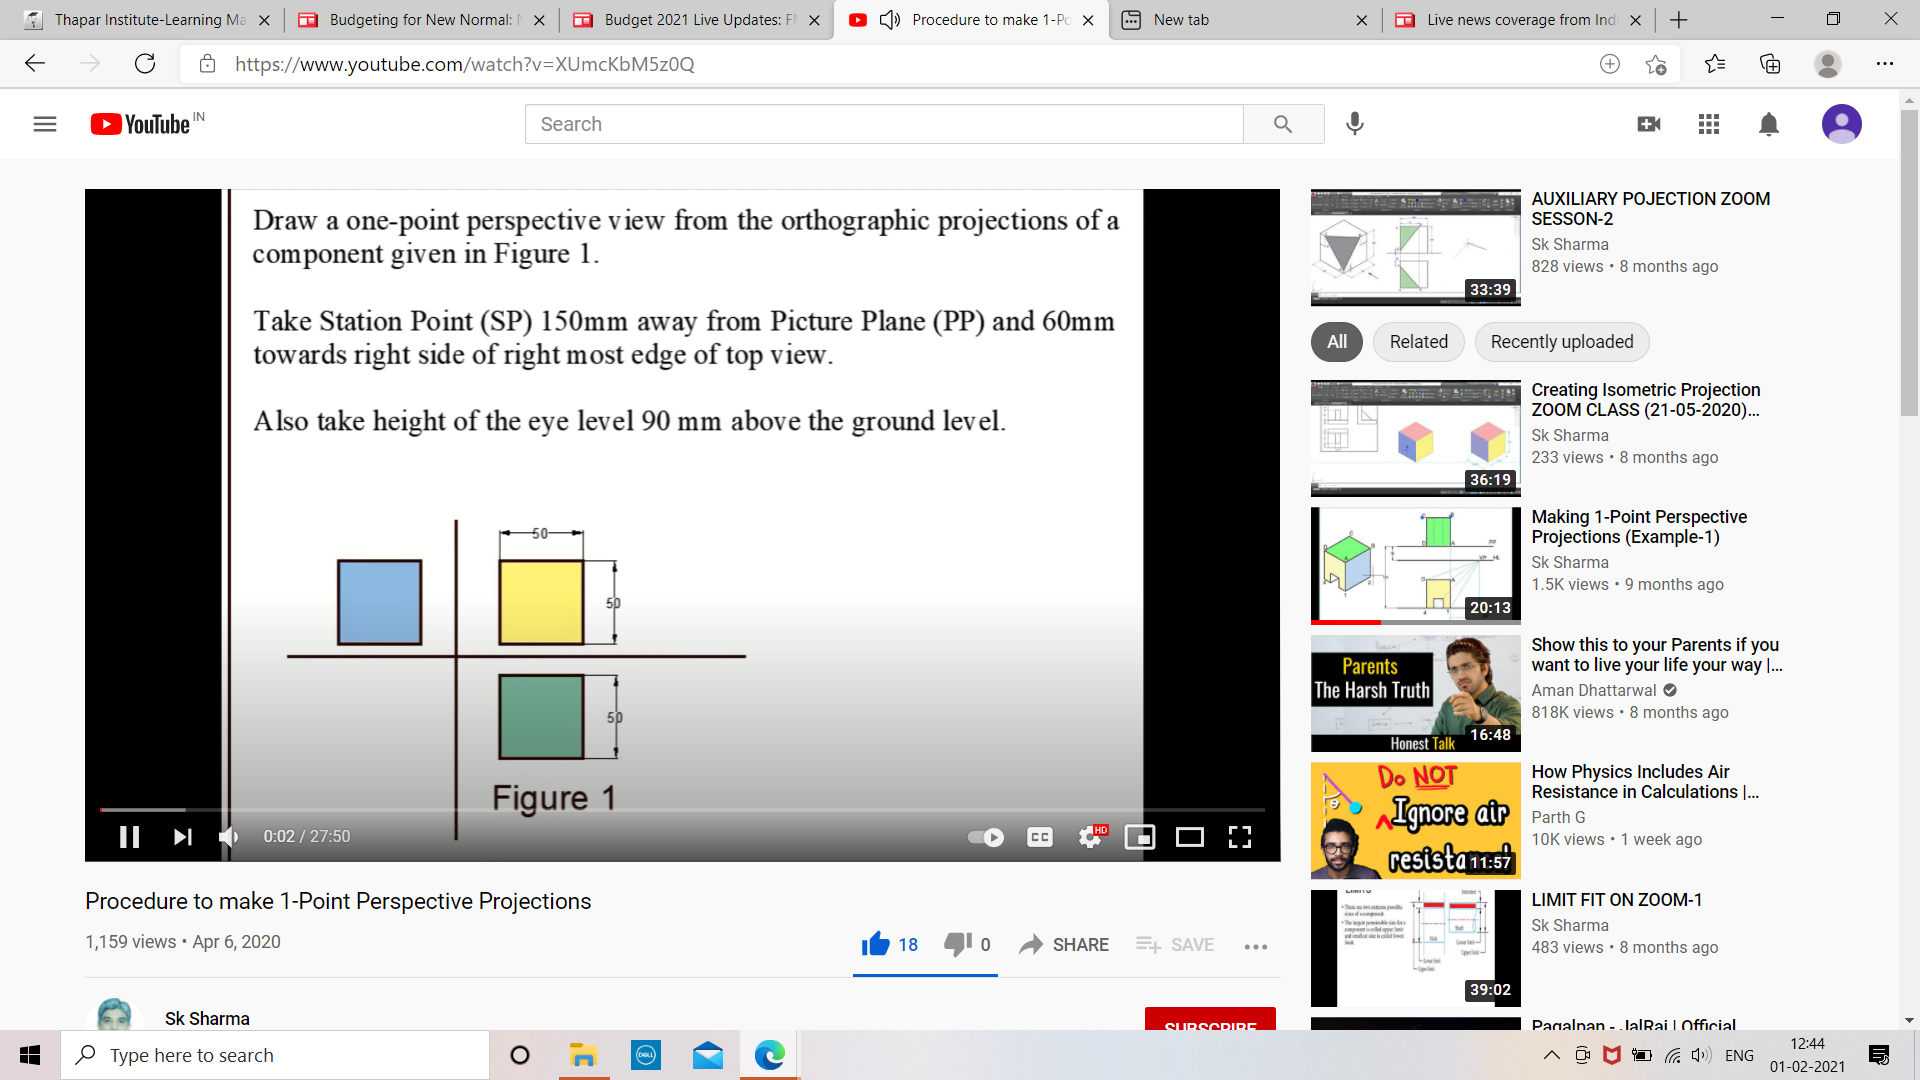 Thapar Institute-Learning Ma
Budgeting for New Normal: N
Budget 2021 Live Updates: FM
Procedure to make 1-Po
New tab
Live news coverage from Indi
https://www.youtube.com/watch?v=XUmcKbM5z0Q
YouTube IN
Search
Draw a one-point perspective view from the orthographic projections of a
component given in Figure 1.
Take Station Point (SP) 150mm away from Picture Plane (PP) and 60mm
towards right side of right most edge of top view.
Also take height of the eye level 90 mm above the ground level.
50
50
50
Figure 1
0:02 / 27:50
CC
HD
Procedure to make 1-Point Perspective Projections
1,159 views • Apr 6, 2020
18
0
SHARE
SAVE
Sk Sharma
SUBSCRIBE
33:39
AUXILIARY POJECTION ZOOM
SESSON-2
Sk Sharma
828 views • 8 months ago
All
Related
Recently uploaded
36:19
Creating Isometric Projection
ZOOM CLASS (21-05-2020)...
Sk Sharma
233 views • 8 months ago
PP
VP HL
20:13
Making 1-Point Perspective
Projections (Example-1)
Sk Sharma
1.5K views • 9 months ago
Parents
The Harsh Truth
Honest Talk
16:48
Show this to your Parents if you
want to live your life your way |...
Aman Dhattarwal
818K views • 8 months ago
Do NOT
Ignore air
resista
11:57
How Physics Includes Air
Resistance in Calculations |...
Parth G
10K views • 1 week ago
LIMITS
39:02
LIMIT FIT ON ZOOM-1
Sk Sharma
483 views • 8 months ago
Pagalpan - JalRaj | Official
Type here to search
DELL
ENG
12:44
01-02-2021